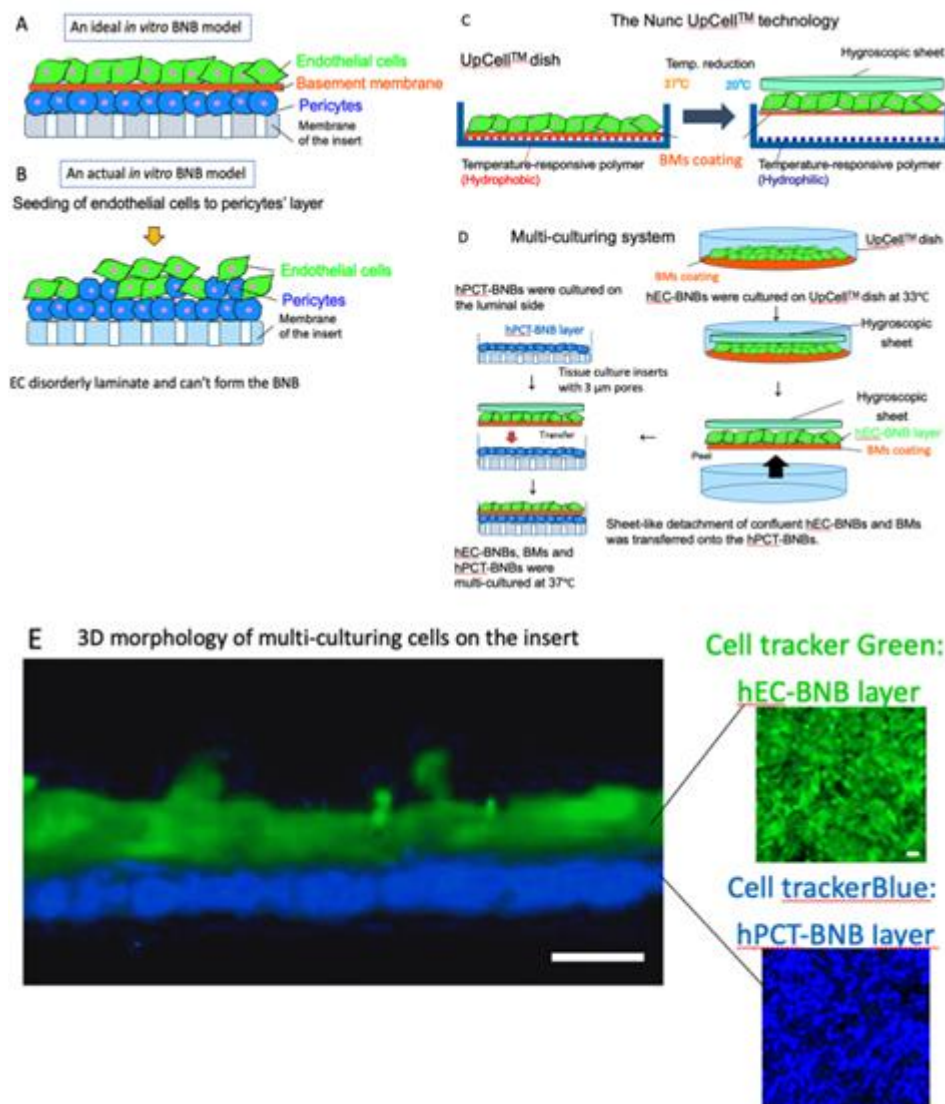 A
An ideal in vitro BNB model
Endothelial cells
Basement membrane
Pericytes
Membrane
of the insert
B
An actual in vitro BNB model
Seeding of endothelial cells to pericytes' layer
Endothelial cells
Pericytes
Membrane
of the insert
EC disorderly laminate and can't form the BNB
C
The Nunc UpCell™ technology
UpCell™ dish
Temp. reduction
37℃
20℃
Hygroscopic sheet
Temperature-responsive polymer
(Hydrophobic)
BMs coating
Temperature-responsive polymer
(Hydrophilic)
D
Multi-culturing system
UpCell™ dish
BMs coating
hEC-BNBs were cultured on UpCell™ dish at 33℃
hPCT-BNBs were cultured on
the luminal side
hPCT-BNB layer
Tissue culture inserts
with 3 µm pores
Hygroscopic
sheet
Hygroscopic
sheet
hEC-BNB layer
BMs coating
Peel
Transfer
Sheet-like detachment of confluent hEC-BNBs and BMs
was transferred onto the hPCT-BNBs.
hEC-BNBs, BMs and
hPCT-BNBs were
multi-cultured at 37℃
E
3D morphology of multi-culturing cells on the insert
Cell tracker Green:
hEC-BNB layer
Cell trackerBlue:
hPCT-BNB layer